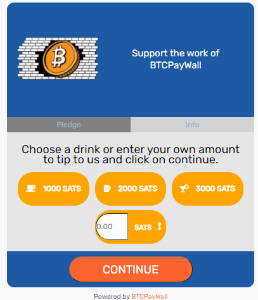 Support the work of
BTCPayWall
Pledge
Info
Choose a drink or enter your own amount
to tip to us and click on continue.
1000 SATS
2000 SATS
3000 SATS
0.00
SATS
CONTINUE
Powered by BTCPayWall